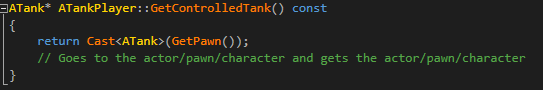 ATank* ATankPlayer::GetControlledTank() const
{
return Cast<ATank>(GetPawn());
// Goes to the actor/pawn/character and gets the actor/pawn/character
}